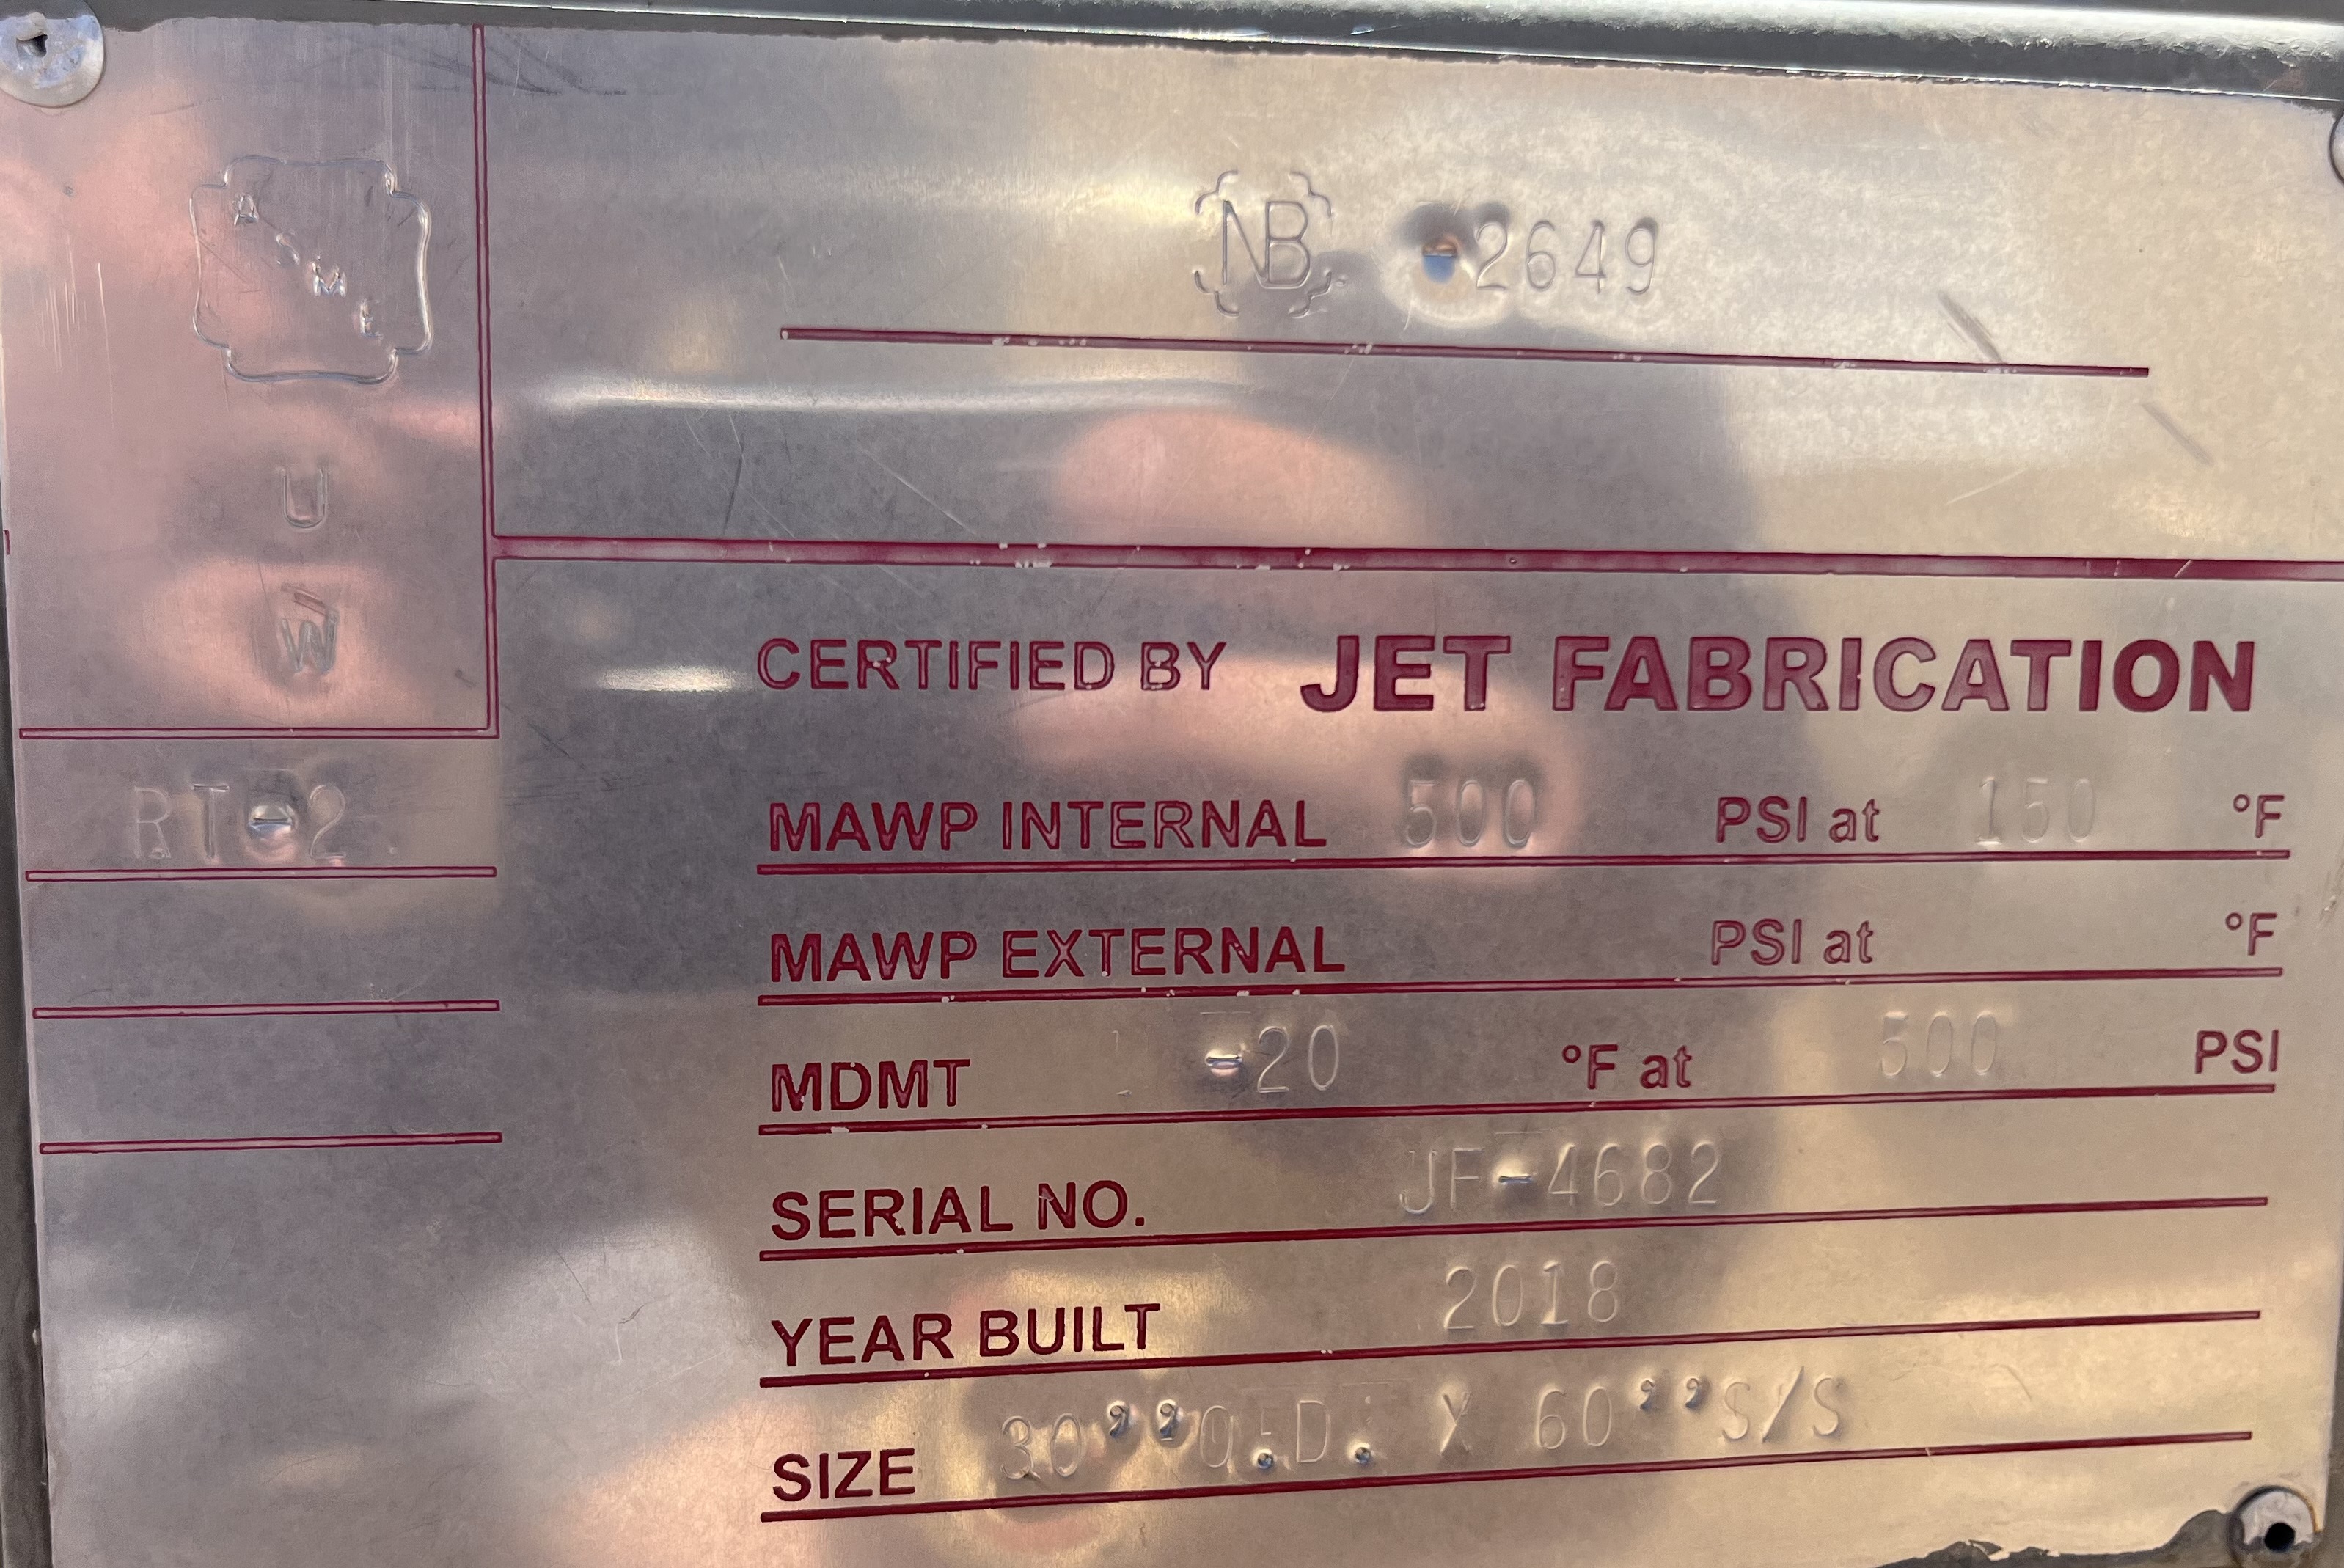 A
S
M
E
NB -2649
U
W
CERTIFIED BY JET FABRICATION
RT-2
MAWP INTERNAL 500 PSI at 150 °F
MAWP EXTERNAL PSI at °F
MDMT -20 °F at 500 PSI
SERIAL NO. JF-4682
YEAR BUILT 2018
SIZE 30’’O.D. X 60’’S/S